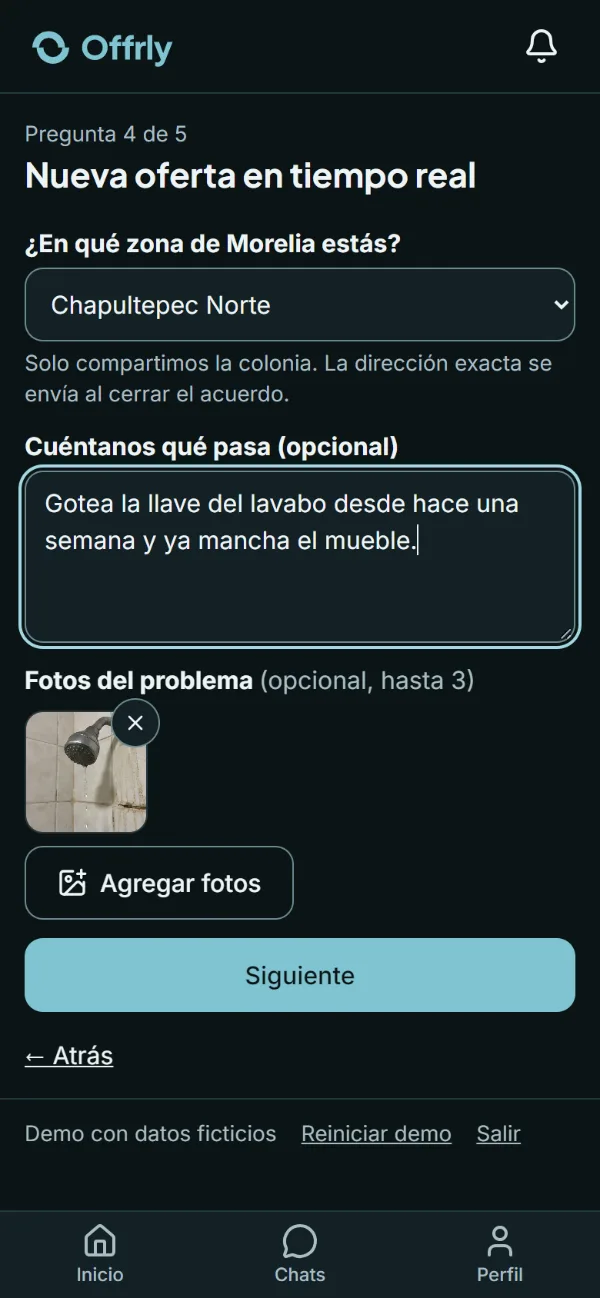 Offrly
Pregunta 4 de 5
Nueva oferta en tiempo real
¿En qué zona de Morelia estás?
Chapultepec Norte
Solo compartimos la colonia. La dirección exacta se
envía al cerrar el acuerdo.
Cuéntanos qué pasa (opcional)
Gotea la llave del lavabo desde hace una
semana y ya mancha el mueble.
Fotos del problema (opcional, hasta 3)
Agregar fotos
Siguiente
← Atrás
Demo con datos ficticios Reiniciar demo Salir
Inicio Chats Perfil